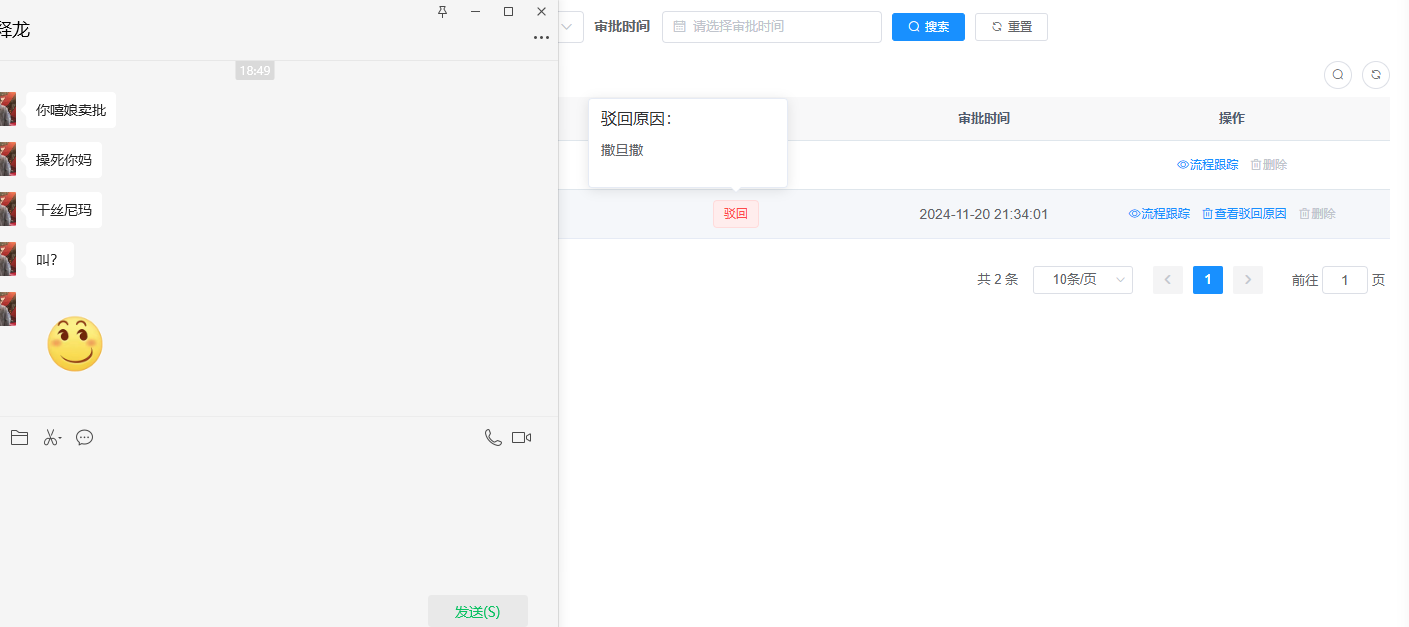 释龙
18:49
你嘻娘卖批
操死你妈
干丝尼玛
叫?
发送(S)
审批时间
请选择审批时间
搜索
重置
审批时间
操作
驳回原因：
撒旦撒
流程跟踪
删除
驳回
2024-11-20 21:34:01
流程跟踪
查看驳回原因
删除
共 2 条
10条/页
1
前往 1 页